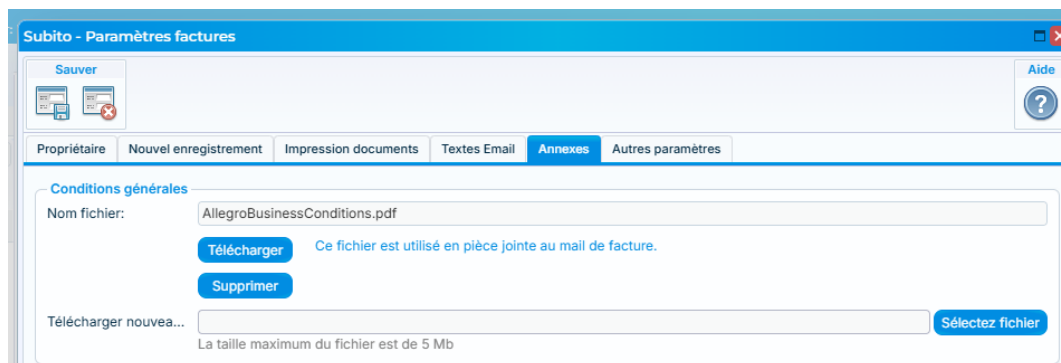 Subito - Paramètres factures
Sauver
Aide
Propriétaire Nouvel enregistrement Impression documents Textes Email Annexes Autres paramètres
Conditions générales
Nom fichier: AllegroBusinessConditions.pdf
Télécharger Ce fichier est utilisé en pièce jointe au mail de facture.
Supprimer
Télécharger nouvea... Sélectez fichier
La taille maximum du fichier est de 5 Mb